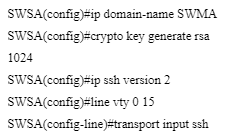 SWSA(config)#ip domain-name SWMA
SWSA(config)#crypto key generate rsa
1024
SWSA(config)#ip ssh version 2
SWSA(config)#line vty 0 15
SWSA(config-line)#transport input ssh